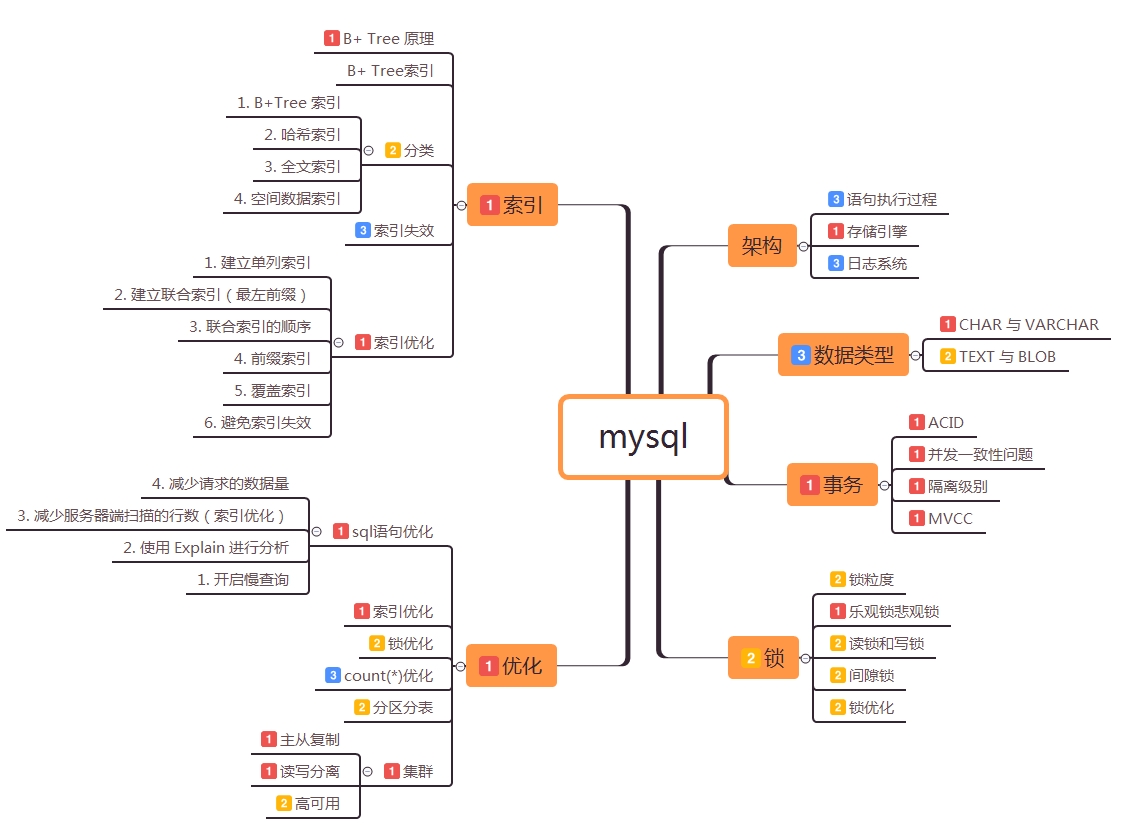 mysql
1 索引
1 B+ Tree 原理
B+ Tree索引
2 分类
1. B+Tree 索引
2. 哈希索引
3. 全文索引
4. 空间数据索引
3 索引失效
1 索引优化
1. 建立单列索引
2. 建立联合索引（最左前缀）
3. 联合索引的顺序
4. 前缀索引
5. 覆盖索引
6. 避免索引失效
1 优化
1 sql语句优化
4. 减少请求的数据量
3. 减少服务器端扫描的行数（索引优化）
2. 使用 Explain 进行分析
1. 开启慢查询
1 索引优化
2 锁优化
3 count(*)优化
2 分区分表
1 集群
1 主从复制
1 读写分离
2 高可用
架构
3 语句执行过程
1 存储引擎
3 日志系统
3 数据类型
1 CHAR 与 VARCHAR
2 TEXT 与 BLOB
1 事务
1 ACID
1 并发一致性问题
1 隔离级别
1 MVCC
2 锁
2 锁粒度
1 乐观锁悲观锁
2 读锁和写锁
2 间隙锁
2 锁优化